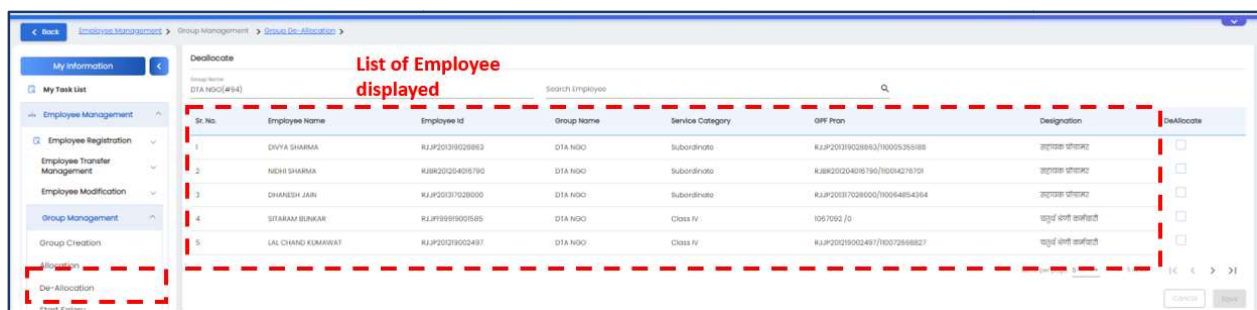 Back Employee Management > Group Management > Group De-Allocation >
My Information
My Task List
Employee Management
Employee Registration
Employee Transfer
Management
Employee Modification
Group Management
Group Creation
Allocation
De-Allocation
Deallocate
List of Employee
displayed
Group Name
DTA NGO(#94) Search Employee
Sr. No. Employee Name Employee Id Group Name Service Category GPF Pran Designation DeAllocate
1 DIVYA SHARMA RJJP201319028863 DTA NGO Subordinate RJJP201319028863/110005355188 सहायक प्रोग्रामर
2 NIDHI SHARMA RJBR201204016790 DTA NGO Subordinate RJBR201204016790/110014276701 सहायक प्रोग्रामर
3 DHANESH JAIN RJJP201317028000 DTA NGO Subordinate RJJP201317028000/110064854364 सहायक प्रोग्रामर
4 SITARAM BUNKAR RJJP199919001585 DTA NGO Class IV 1067092 /0 चतुर्थ श्रेणी कर्मचारी
5 LAL CHAND KUMAWAT RJJP201219002497 DTA NGO Class IV RJJP201219002497/110072568827 चतुर्थ श्रेणी कर्मचारी
5
Cancel Save